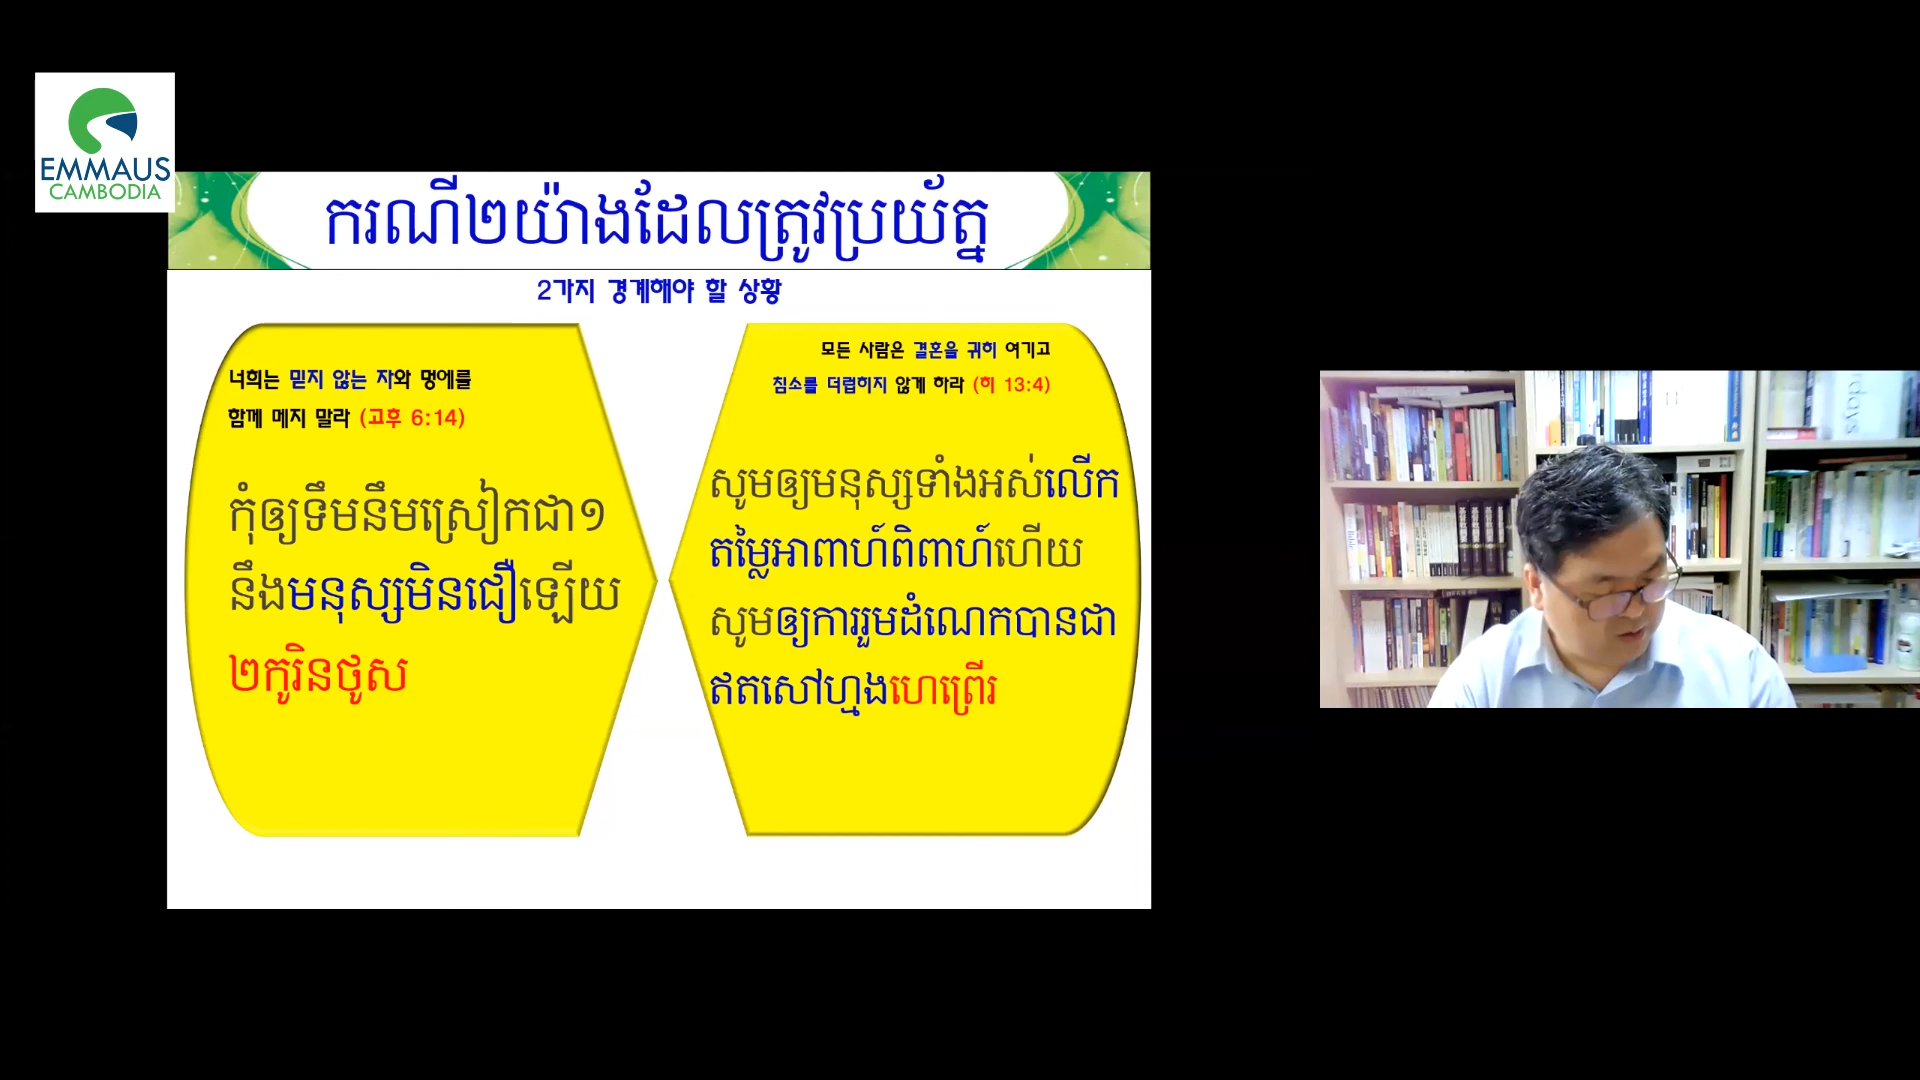 EMMAUS
CAMBODIA
ករណី២យ៉ាងដែលត្រូវប្រយ័ត្ន
2가지 경계해야 할 상황
너희는 믿지 않는 자와 멍에를
함께 메지 말라 (고후 6:14)
កុំឲ្យទឹមនឹមស្រៀកជា១
នឹងមនុស្សមិនជឿឡើយ
២កូរិនថូស
모든 사람은 결혼을 귀히 여기고
침소를 더럽히지 않게 하라 (히 13:4)
សូមឲ្យមនុស្សទាំងអស់លើក
តម្លៃអាពាហ៍ពិពាហ៍ហើយ
សូមឲ្យការរួមដំណេកបានជា
ឥតសៅហ្មងហេព្រើរ